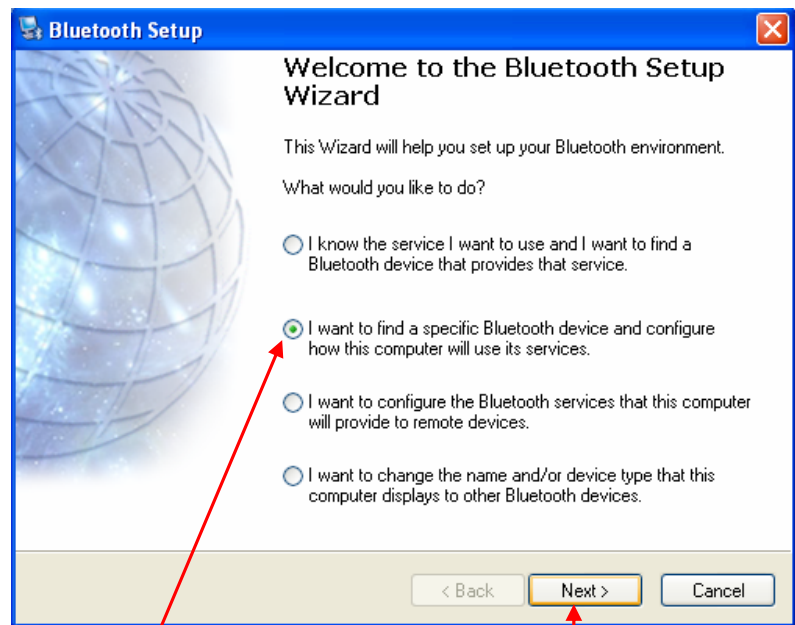 Bluetooth Setup
Welcome to the Bluetooth Setup
Wizard
This Wizard will help you set up your Bluetooth environment.
What would you like to do?
I know the service I want to use and I want to find a
Bluetooth device that provides that service.
I want to find a specific Bluetooth device and configure
how this computer will use its services.
I want to configure the Bluetooth services that this computer
will provide to remote devices.
I want to change the name and/or device type that this
computer displays to other Bluetooth devices.
< Back Next > Cancel